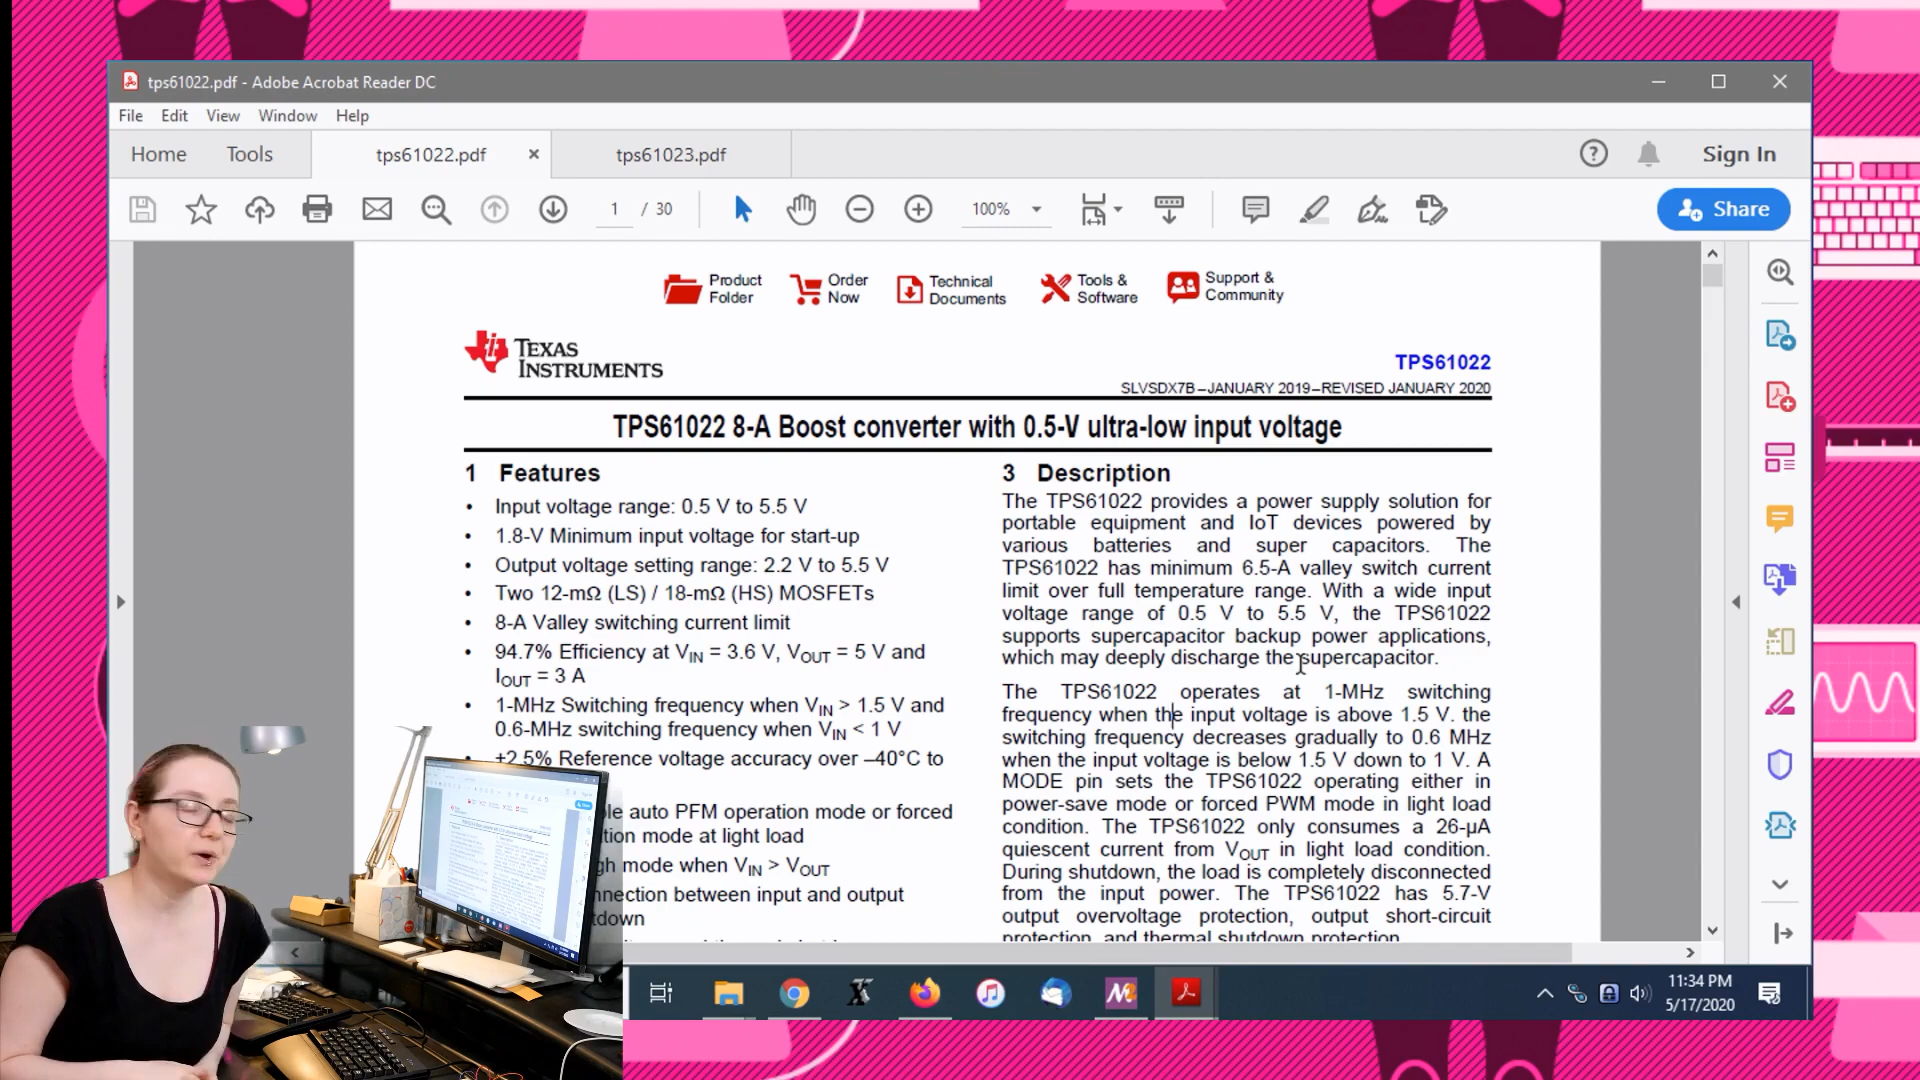 tps61022.pdf - Adobe Acrobat Reader DC
File Edit View Window Help
Home Tools tps61022.pdf tps61023.pdf Sign In
1 / 30 100% Share
Product
Folder
Order
Now
Technical
Documents
Tools &
Software
Support &
Community
TEXAS
INSTRUMENTS
TPS61022
SLVSDX7B –JANUARY 2019–REVISED JANUARY 2020
TPS61022 8-A Boost converter with 0.5-V ultra-low input voltage
1 Features
• Input voltage range: 0.5 V to 5.5 V
• 1.8-V Minimum input voltage for start-up
• Output voltage setting range: 2.2 V to 5.5 V
• Two 12-mΩ (LS) / 18-mΩ (HS) MOSFETs
• 8-A Valley switching current limit
• 94.7% Efficiency at VIN = 3.6 V, VOUT = 5 V and
IOUT = 3 A
• 1-MHz Switching frequency when VIN > 1.5 V and
0.6-MHz switching frequency when VIN < 1 V
• ±2.5% Reference voltage accuracy over –40°C to
le auto PFM operation mode or forced
tion mode at light load
gh mode when VIN > VOUT
nnection between input and output
tdown
3 Description
The TPS61022 provides a power supply solution for
portable equipment and IoT devices powered by
various batteries and super capacitors. The
TPS61022 has minimum 6.5-A valley switch current
limit over full temperature range. With a wide input
voltage range of 0.5 V to 5.5 V, the TPS61022
supports supercapacitor backup power applications,
which may deeply discharge the supercapacitor.
The TPS61022 operates at 1-MHz switching
frequency when the input voltage is above 1.5 V. the
switching frequency decreases gradually to 0.6 MHz
when the input voltage is below 1.5 V down to 1 V. A
MODE pin sets the TPS61022 operating either in
power-save mode or forced PWM mode in light load
condition. The TPS61022 only consumes a 26-µA
quiescent current from VOUT in light load condition.
During shutdown, the load is completely disconnected
from the input power. The TPS61022 has 5.7-V
output overvoltage protection, output short-circuit
protection, and thermal shutdown protection.
11:34 PM
5/17/2020